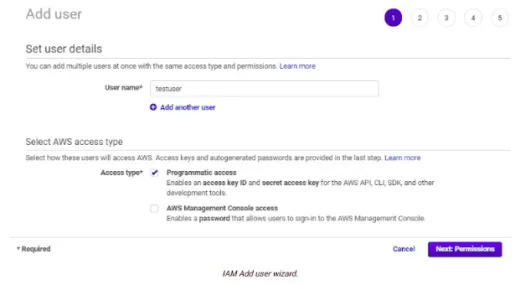 Add user
1 2 3 4 5
Set user details
You can add multiple users at once with the same access type and permissions. Learn more
User name* testuser
Add another user
Select AWS access type
Select how these users will access AWS. Access keys and autogenerated passwords are provided in the last step. Learn more
Access type* Programmatic access
Enables an access key ID and secret access key for the AWS API, CLI, SDK, and other
development tools.
AWS Management Console access
Enables a password that allows users to sign-in to the AWS Management Console.
* Required Cancel Next: Permissions
IAM Add user wizard.